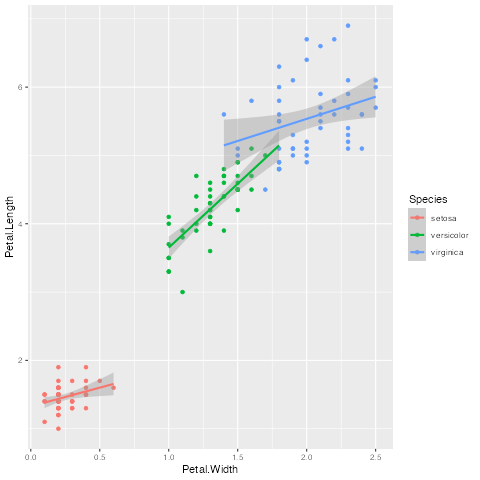 Petal.Length
6
4
2
0.0 0.5 1.0 1.5 2.0 2.5
Petal.Width
Species
setosa
versicolor
virginica